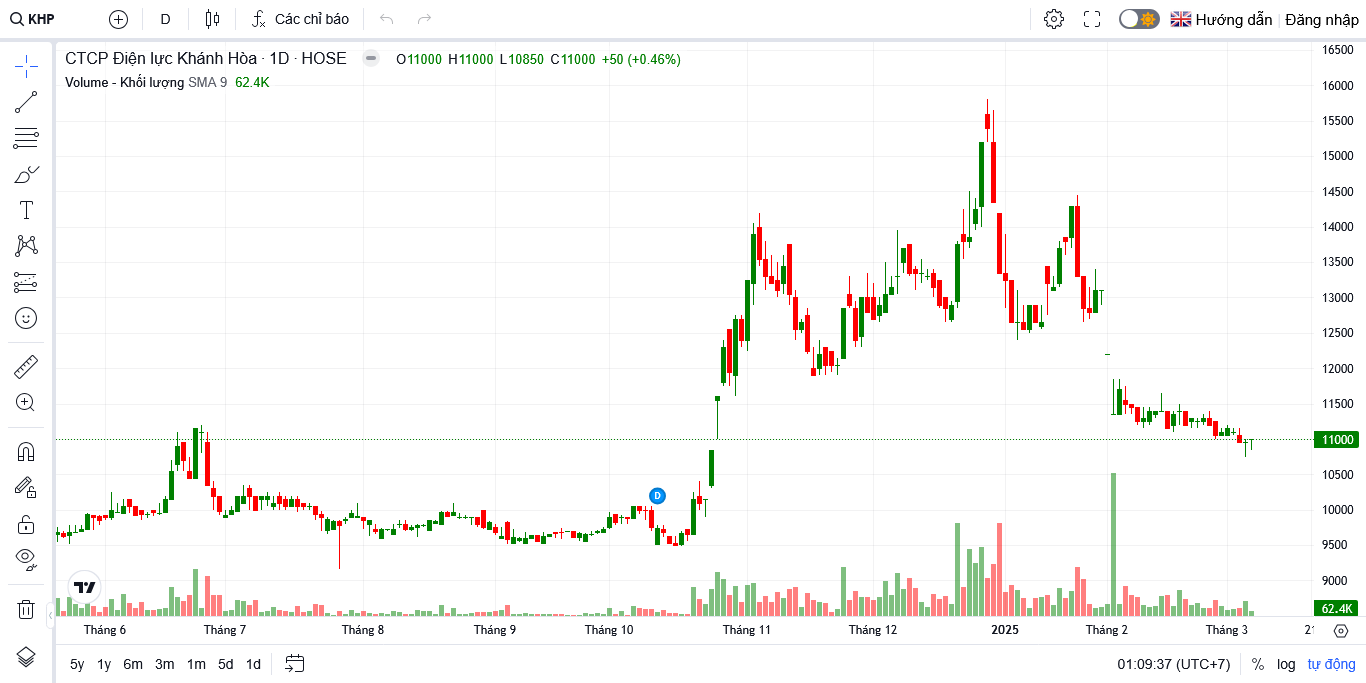 KHP D Các chỉ báo Hướng dẫn Đăng nhập
CTCP Điện lực Khánh Hòa · 1D · HOSE O11000 H11000 L10850 C11000 +50 (+0.46%)
Volume - Khối lượng SMA 9 62.4K
16500
16000
15500
15000
14500
14000
13500
13000
12500
12000
11500
11000
10500
D
10000
9500
9000
62.4K
Tháng 6 Tháng 7 Tháng 8 Tháng 9 Tháng 10 Tháng 11 Tháng 12 2025 Tháng 2 Tháng 3
5y 1y 6m 3m 1m 5d 1d 01:09:37 (UTC+7) % log tự động